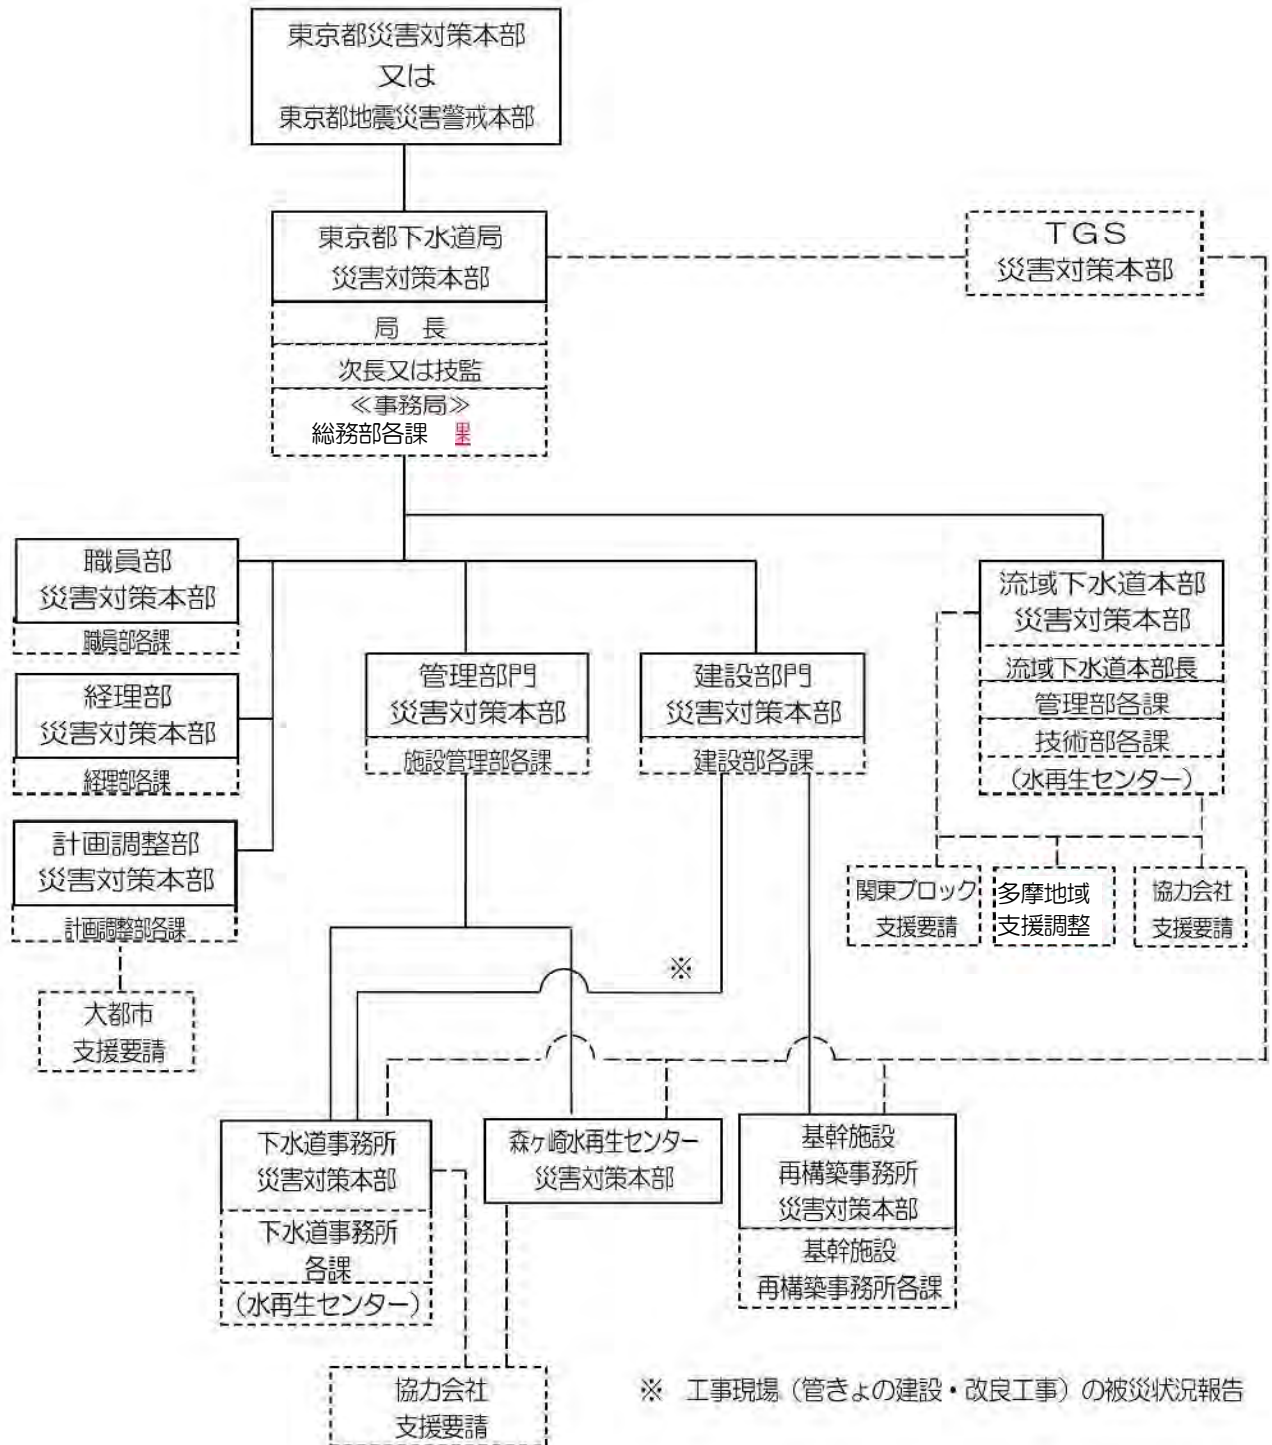 東京都災害対策本部
又は
東京都地震災害警戒本部
東京都下水道局
災害対策本部
局 長
次長又は技監
≪事務局≫
総務部各課 果
TGS
災害対策本部
職員部
災害対策本部
職員部各課
経理部
災害対策本部
経理部各課
計画調整部
災害対策本部
計画調整部各課
大都市
支援要請
管理部門
災害対策本部
施設管理部各課
建設部門
災害対策本部
建設部各課
流域下水道本部
災害対策本部
流域下水道本部長
管理部各課
技術部各課
(水再生センター)
関東ブロック
支援要請
多摩地域
支援調整
協力会社
支援要請
※
下水道事務所
災害対策本部
下水道事務所
各課
(水再生センター)
森ヶ崎水再生センター
災害対策本部
基幹施設
再構築事務所
災害対策本部
基幹施設
再構築事務所各課
協力会社
支援要請
※ 工事現場（管きょの建設・改良工事）の被災状況報告